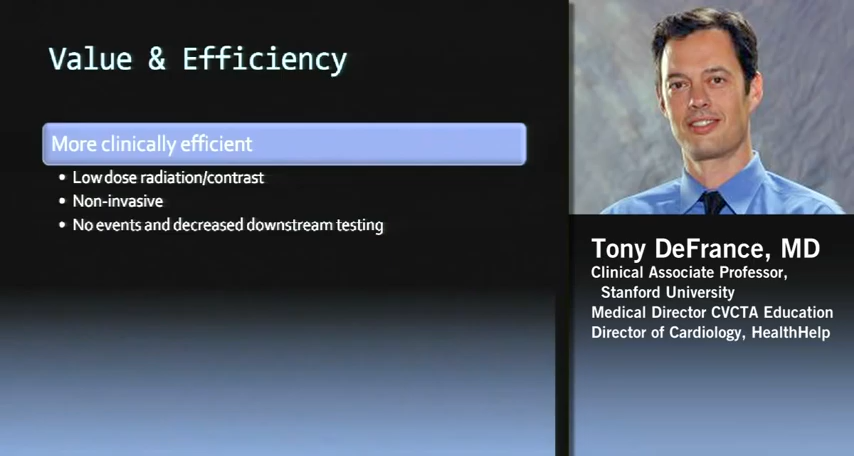 Value & Efficiency
More clinically efficient
• Low dose radiation/contrast
• Non-invasive
• No events and decreased downstream testing
Tony DeFrance, MD
Clinical Associate Professor,
Stanford University
Medical Director CVCTA Education
Director of Cardiology, HealthHelp